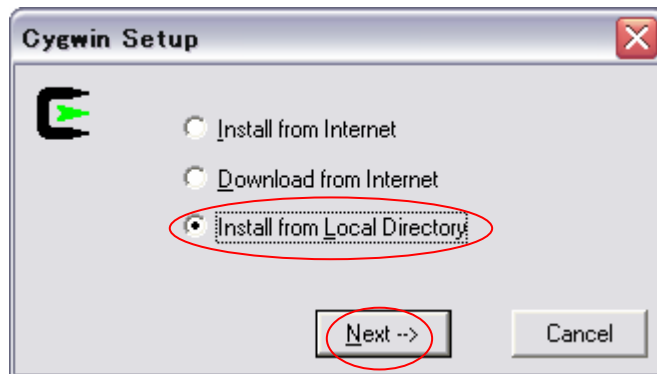 Cygwin Setup
Install from Internet
Download from Internet
Install from Local Directory
Next -->
Cancel